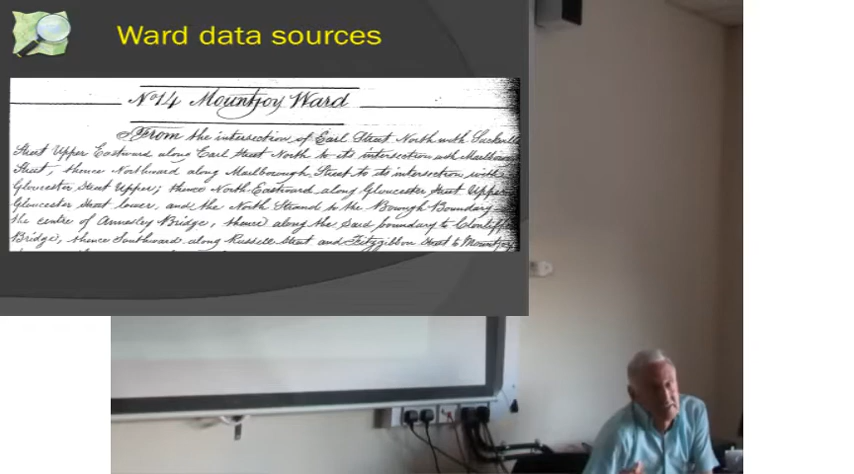 Ward data sources
No 14 Mountjoy Ward
From the intersection of Earl Street North with Sackville
Street Upper Eastward along Earl Street North to its intersection with Marlborough
Street, thence Northward along Marlborough Street to its intersection with
Gloucester Street Upper; thence North Eastward along Gloucester Street Upper
Gloucester Street lower, and the North Strand to the Borough Boundary
the centre of Annesley Bridge, thence along the said boundary to
Bridge, thence Southward along Russell Street and Fitzgibbon Street to Mountjoy